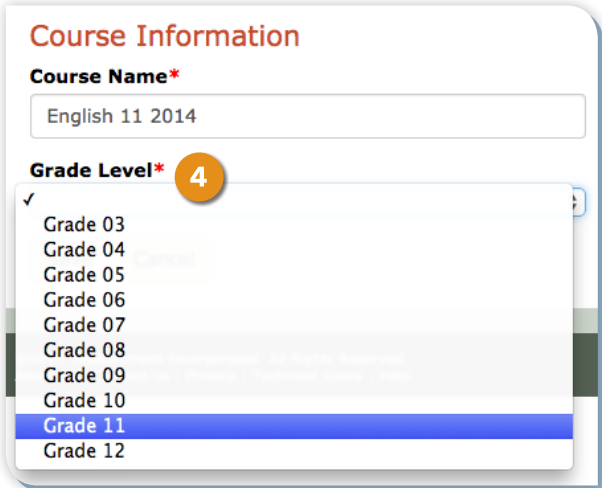 Course Information
Course Name*
English 11 2014
Grade Level*
4
✓
Grade 03
Grade 04
Grade 05
Cancel
Grade 06
Grade 07
Grade 08
Grade 09
Grade 10
Grade 11
Grade 12